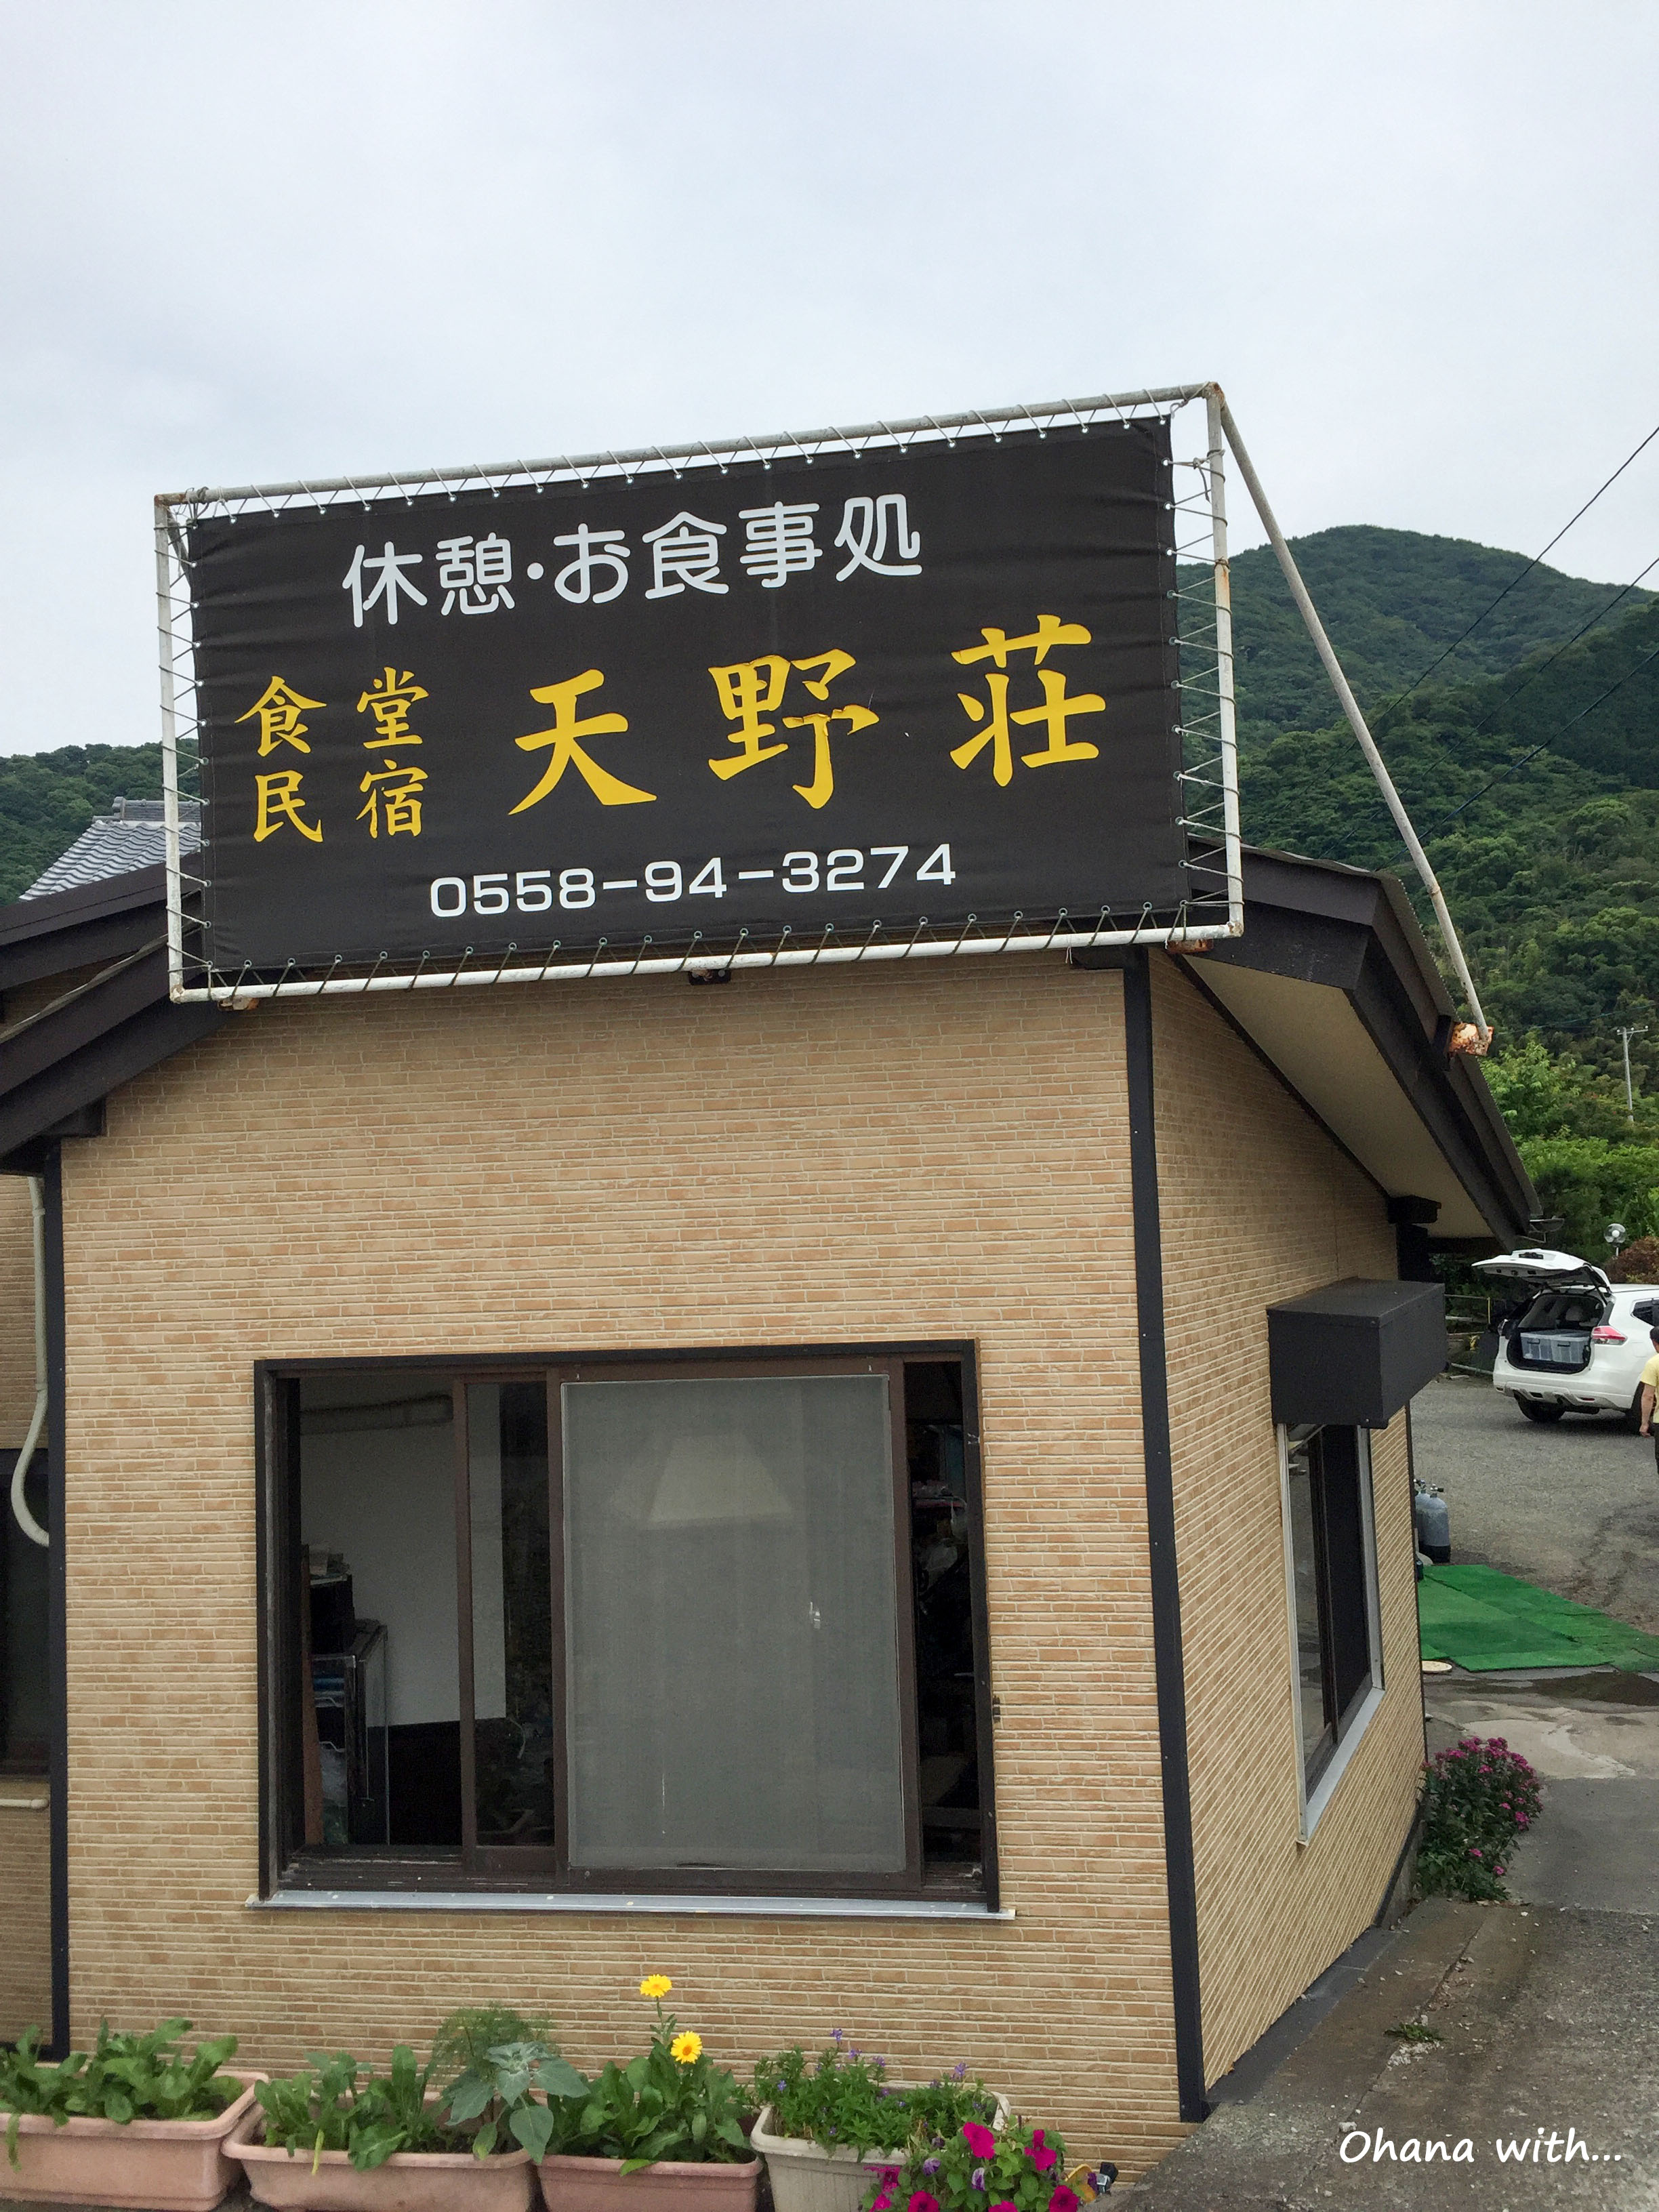 休憩・お食事処
食堂
民宿
天野荘
0558-94-3274
Ohana with...